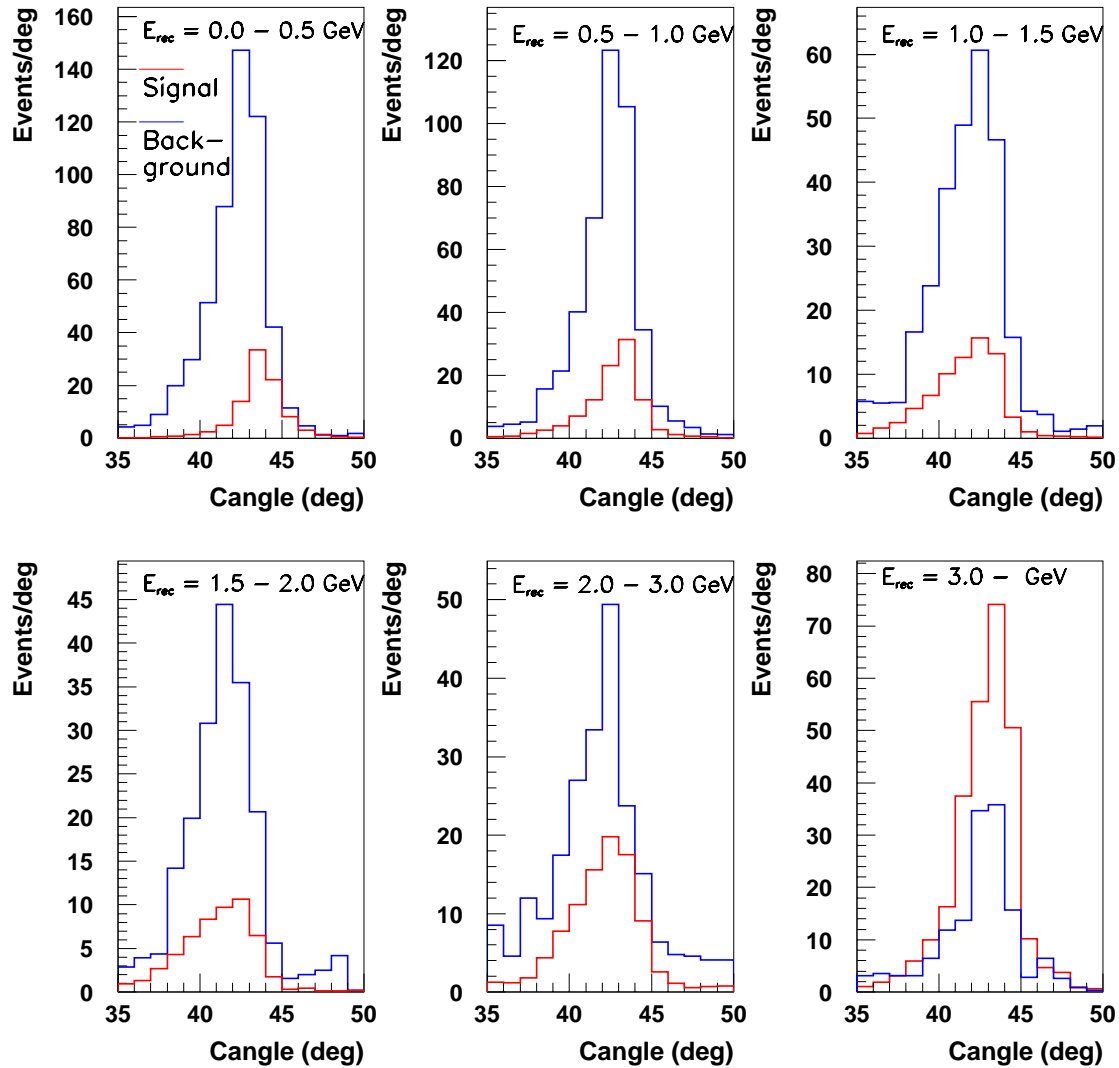 Events/deg
E_rec = 0.0 – 0.5 GeV
Signal
Back–
ground
160
140
120
100
80
60
40
20
0
35 40 45 50
Cangle (deg)
Events/deg
E_rec = 0.5 – 1.0 GeV
120
100
80
60
40
20
0
35 40 45 50
Cangle (deg)
Events/deg
E_rec = 1.0 – 1.5 GeV
60
50
40
30
20
10
0
35 40 45 50
Cangle (deg)
Events/deg
E_rec = 1.5 – 2.0 GeV
45
40
35
30
25
20
15
10
5
0
35 40 45 50
Cangle (deg)
Events/deg
E_rec = 2.0 – 3.0 GeV
50
40
30
20
10
0
35 40 45 50
Cangle (deg)
Events/deg
E_rec = 3.0 – GeV
80
70
60
50
40
30
20
10
0
35 40 45 50
Cangle (deg)